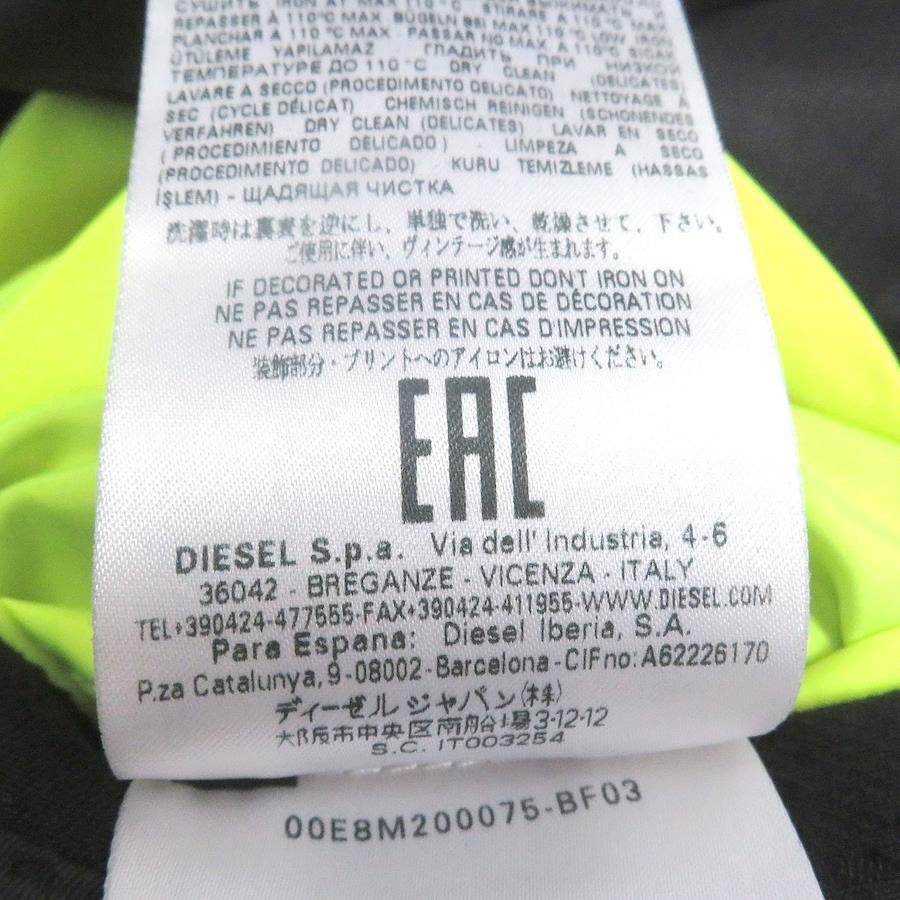 СУШИТЬ IRON AT MAX 110 °C STIRARE A 110 °C MAX
REPASSER À 110°C MAX. BÜGELN BEI MAX 110 °C LOW IRON
PLANCHAR A 110 °C MAX - PASSAR NO MAX. A 110°C SICAK
ÜTÜLEME YAPILAMAZ ГЛАДИТЬ ПРИ НИЗКОЙ
ТЕМПЕРАТУРЕ ДО 110 °C DRY CLEAN (DELICATES)
LAVARE A SECCO (PROCEDIMENTO DELICATO) NETTOYAGE À
SEC (CYCLE DÉLICAT) CHEMISCH REINIGEN (SCHONENDES
VERFAHREN) DRY CLEAN (DELICATES) LAVAR EN SECO
(PROCEDIMIENTO DELICADO) - LIMPEZA A SECO
(PROCEDIMENTO DELICADO) - KURU TEMIZLEME (HASSAS
İŞLEM) - ЩАДЯЩАЯ ЧИСТКА
洗濯時は裏表を逆にし、単独で洗い、乾燥させて、下さい。
ご使用に伴い、ヴィンテージ感が生まれます。
IF DECORATED OR PRINTED DONT IRON ON
NE PAS REPASSER EN CAS DE DÉCORATION
NE PAS REPASSER EN CAS D'IMPRESSION
装飾部分・プリントへのアイロンはお避けください。
EAC
DIESEL S.p.a. Via dell' Industria, 4-6
36042 - BREGANZE - VICENZA - ITALY
TEL+390424-477555-FAX+390424-411955-WWW.DIESEL.COM
Para Espana: Diesel Iberia, S.A.
P.za Catalunya, 9-08002-Barcelona-CIFno: A62226170
ディーゼル ジャパン(株)
大阪市中央区南船場3-12-12
S.C. IT003254
00E8M200075-BF03